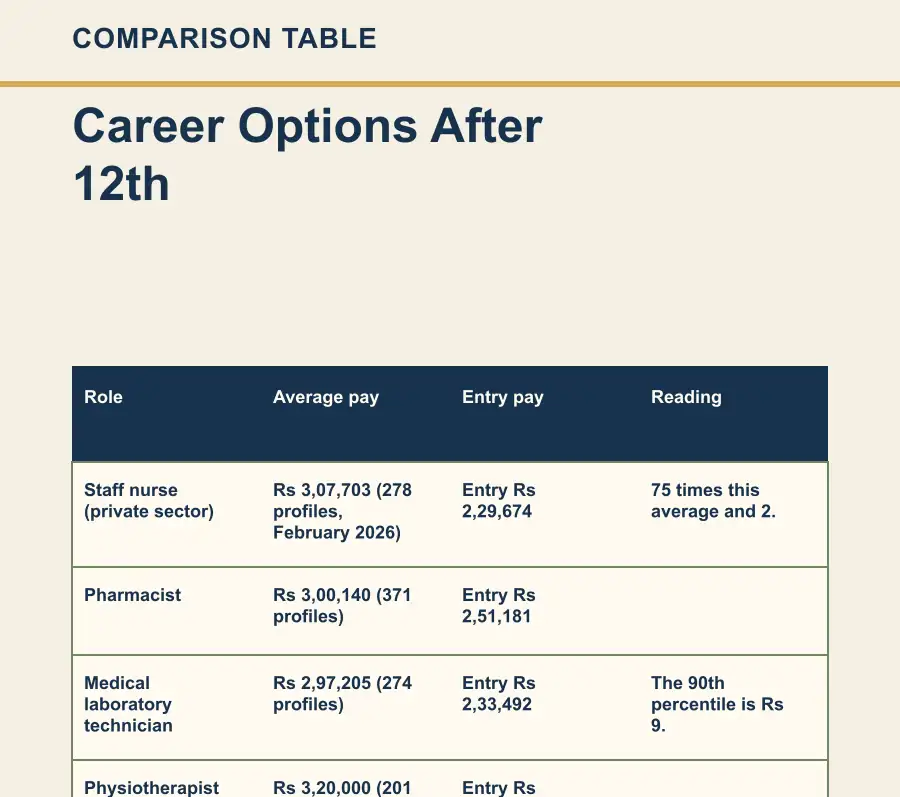 COMPARISON TABLE
Career Options After
12th
Role
Average pay
Entry pay
Reading
Staff nurse
(private sector)
Rs 3,07,703 (278
profiles,
February 2026)
Entry Rs
2,29,674
75 times this
average and 2.
Pharmacist
Rs 3,00,140 (371
profiles)
Entry Rs
2,51,181
Medical
laboratory
technician
Rs 2,97,205 (274
profiles)
Entry Rs
2,33,492
The 90th
percentile is Rs
9.
Physiotherapist
Rs 3,20,000 (201
Entry Rs